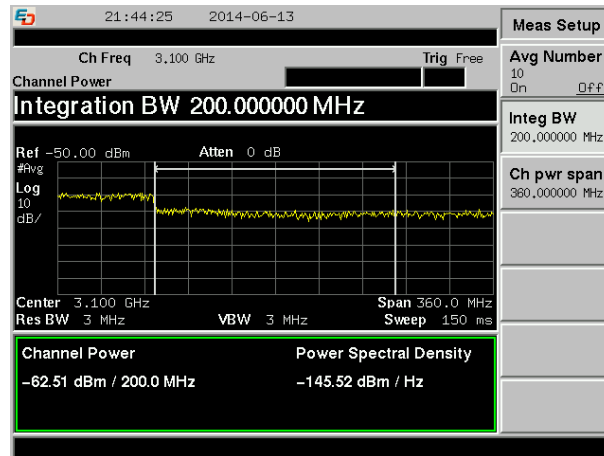 21:44:25 2014-06-13
Ch Freq 3.100 GHz Trig Free
Channel Power
Integration BW 200.000000 MHz
Ref -50.00 dBm Atten 0 dB
#Avg
Log
10
dB/
Center 3.100 GHz Span 360.0 MHz
Res BW 3 MHz VBW 3 MHz Sweep 150 ms
Channel Power Power Spectral Density
-62.51 dBm / 200.0 MHz -145.52 dBm / Hz
Meas Setup
Avg Number
10
On Off
Integ BW
200.000000 MHz
Ch pwr span
360.000000 MHz